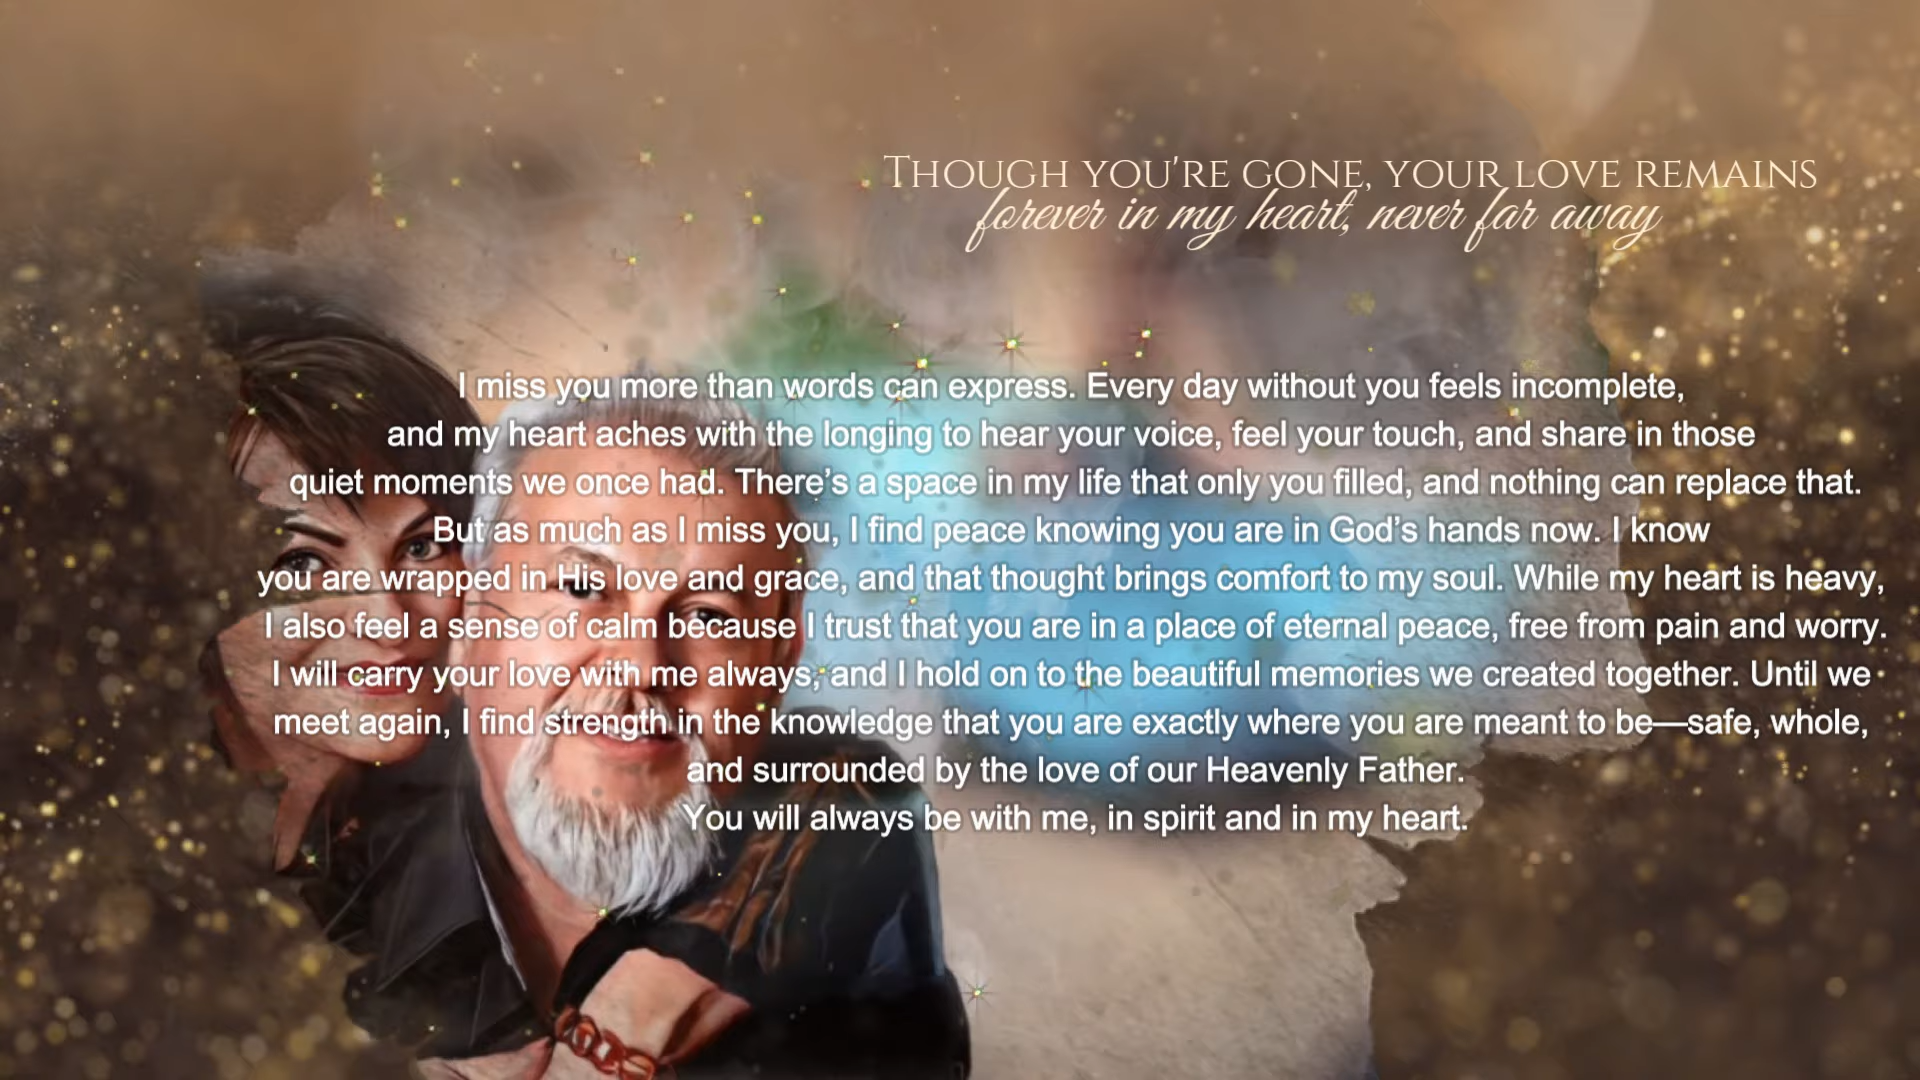 THOUGH YOU'RE GONE, YOUR LOVE REMAINS
forever in my heart, never far away
I miss you more than words can express. Every day without you feels incomplete,
and my heart aches with the longing to hear your voice, feel your touch, and share in those
quiet moments we once had. There’s a space in my life that only you filled, and nothing can replace that.
But as much as I miss you, I find peace knowing you are in God’s hands now. I know
you are wrapped in His love and grace, and that thought brings comfort to my soul. While my heart is heavy,
I also feel a sense of calm because I trust that you are in a place of eternal peace, free from pain and worry.
I will carry your love with me always, and I hold on to the beautiful memories we created together. Until we
meet again, I find strength in the knowledge that you are exactly where you are meant to be—safe, whole,
and surrounded by the love of our Heavenly Father.
You will always be with me, in spirit and in my heart.